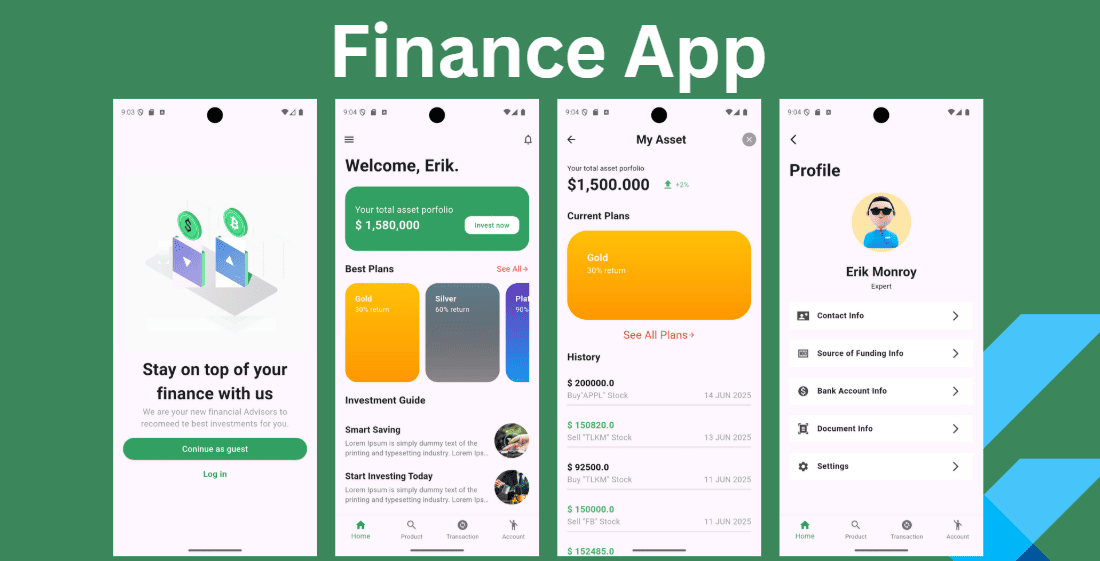 Finance App
9:03
Stay on top of your
finance with us
We are your new financial Advisors to
recomeed te best investments for you.
Coninue as guest
Log in
9:04
Welcome, Erik.
Your total asset porfolio
$ 1,580,000
Invest now
Best Plans
See All
Gold
30% return
Silver
60% return
Plat
90%
Investment Guide
Smart Saving
Lorem Ipsum is simply dummy text of the
printing and typesetting industry. Lorem Ips...
Start Investing Today
Lorem Ipsum is simply dummy text of the
printing and typesetting industry. Lorem Ips...
Home
Product
Transaction
Account
9:04
My Asset
Your total asset porfolio
$1,500.000
+2%
Current Plans
Gold
30% return
See All Plans
History
$ 200000.0
Buy"APPL" Stock
14 JUN 2025
$ 150820.0
Sell "TLKM" Stock
13 JUN 2025
$ 92500.0
Buy "TLKM" Stock
11 JUN 2025
$ 150000.0
Sell "FB" Stock
11 JUN 2025
$ 152485.0
9:04
Profile
Erik Monroy
Expert
Contact Info
Source of Funding Info
Bank Account Info
Document Info
Settings
Home
Product
Transaction
Account